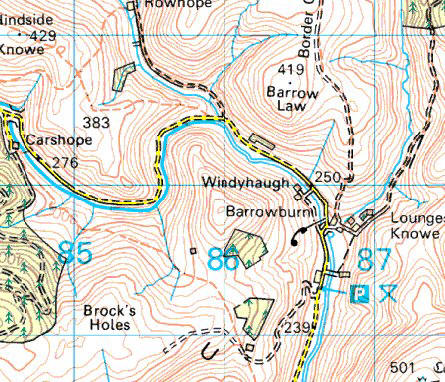 Rowhope
Windside
429
Knowe
Border
419
Barrow
Law
383
Carshope
276
Windyhaugh
250
Barrowburn
Lounges
Knowe
85
86
87
P
Brock's
Holes
239
501